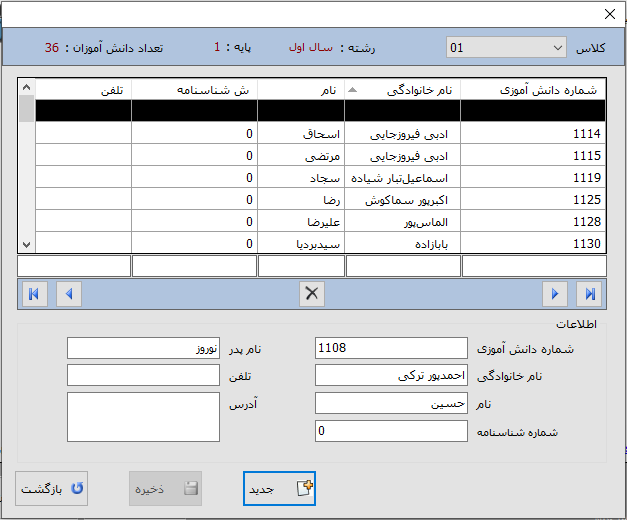 کلاس 01 رشته : سال اول پایه : 1 تعداد دانش آموزان : 36
شماره دانش آموزی نام خانوادگی نام ش شناسنامه تلفن
1114 ادبی فیروزجایی اسحاق 0
1115 ادبی فیروزجایی مرتضی 0
1119 اسماعیل‌تبار شیاده سجاد 0
1125 اکبرپور سماکوش رضا 0
1128 الماس‌پور علیرضا 0
1130 بابازاده سیدبردیا 0
اطلاعات
شماره دانش آموزی 1108 نام پدر نوروز
نام خانوادگی احمدپور ترکی تلفن
نام حسین آدرس
شماره شناسنامه 0
جدید ذخیره بازگشت